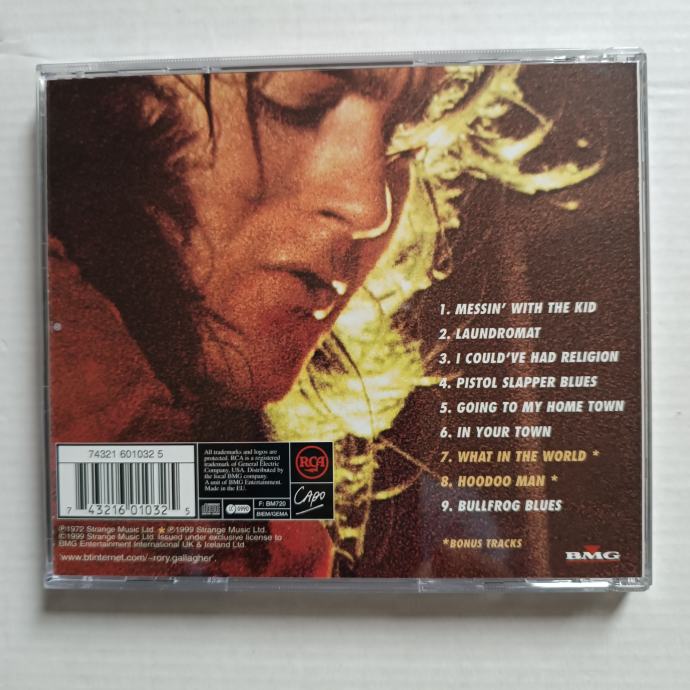 1. MESSIN' WITH THE KID
2. LAUNDROMAT
3. I COULD'VE HAD RELIGION
4. PISTOL SLAPPER BLUES
5. GOING TO MY HOME TOWN
6. IN YOUR TOWN
7. WHAT IN THE WORLD *
8. HOODOO MAN *
9. BULLFROG BLUES
*BONUS TRACKS
BMG
74321 601032 5
7 43216 01032 5
All trademarks and logos are
protected. RCA is a registered
trademark of General Electric
Company, USA. Distributed by
the local BMG company.
A unit of BMG Entertainment.
Made in the EU.
F: BM720
BIEM/GEMA
RCA
CAPO
℗1972 Strange Music Ltd. ★ ℗1999 Strange Music Ltd.
©1999 Strange Music Ltd. Issued under exclusive license to
BMG Entertainment International UK & Ireland Ltd
www.btinternet.com/~rory.gallagher